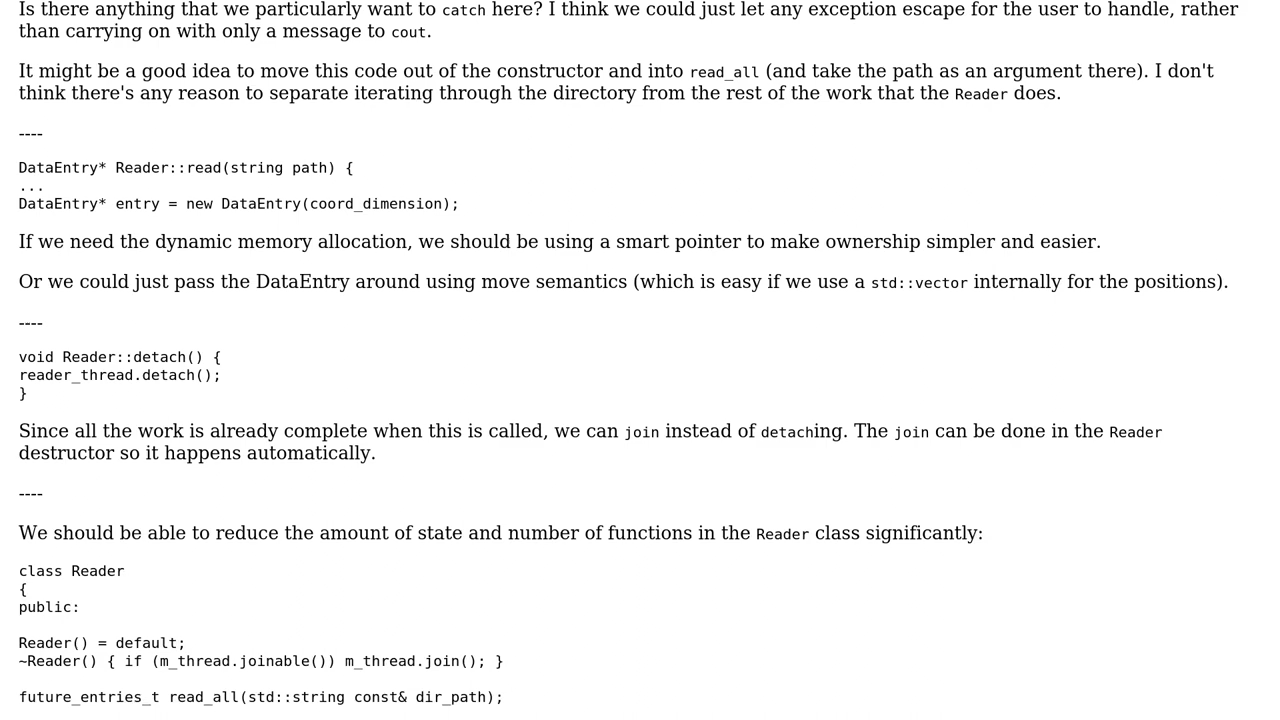 Is there anything that we particularly want to catch here? I think we could just let any exception escape for the user to handle, rather
than carrying on with only a message to cout.
It might be a good idea to move this code out of the constructor and into read_all (and take the path as an argument there). I don't
think there's any reason to separate iterating through the directory from the rest of the work that the Reader does.
----
DataEntry* Reader::read(string path) {
...
DataEntry* entry = new DataEntry(coord_dimension);
If we need the dynamic memory allocation, we should be using a smart pointer to make ownership simpler and easier.
Or we could just pass the DataEntry around using move semantics (which is easy if we use a std::vector internally for the positions).
----
void Reader::detach() {
reader_thread.detach();
}
Since all the work is already complete when this is called, we can join instead of detaching. The join can be done in the Reader
destructor so it happens automatically.
----
We should be able to reduce the amount of state and number of functions in the Reader class significantly:
class Reader
{
public:
Reader() = default;
~Reader() { if (m_thread.joinable()) m_thread.join(); }
future_entries_t read_all(std::string const& dir_path);